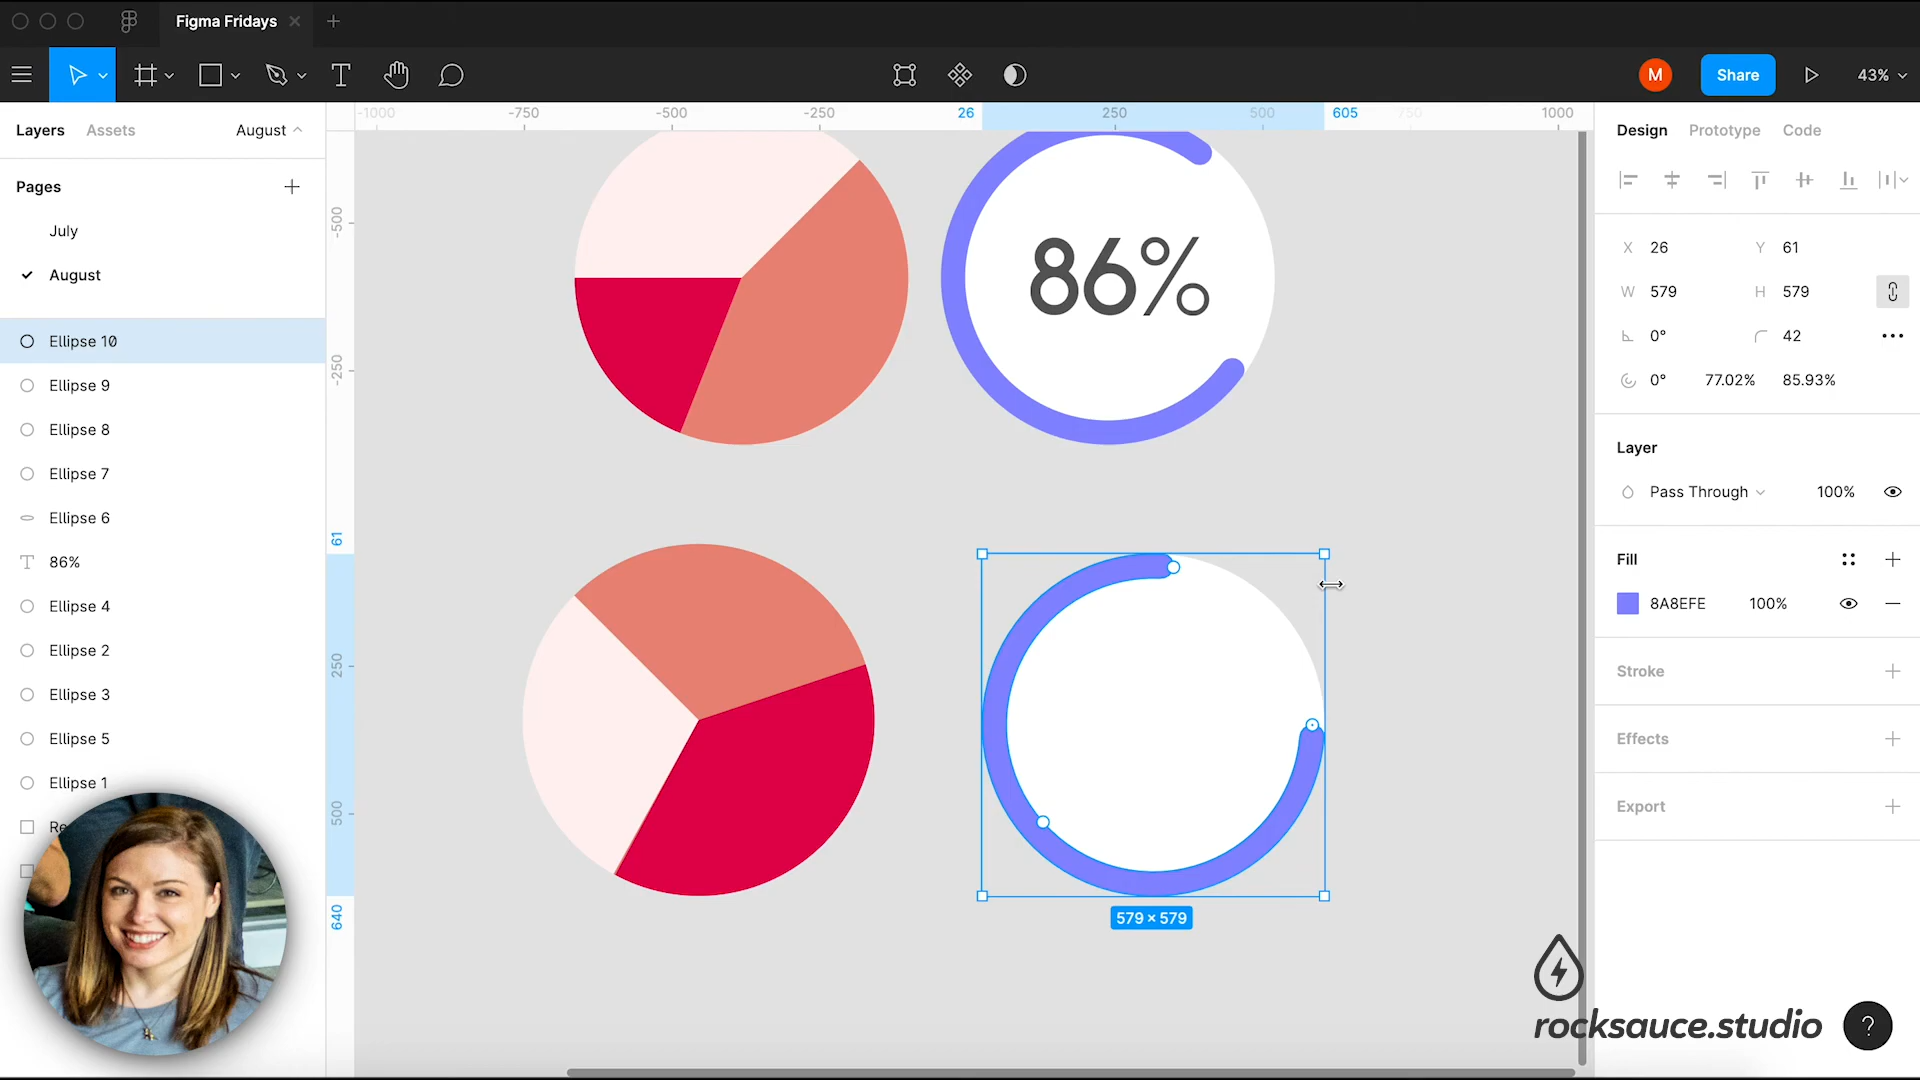 Figma Fridays
M
Share
43%
Layers
Assets
August
-1000
-750
-500
-250
26
250
500
605
750
1000
Design
Prototype
Code
Pages
July
August
Ellipse 10
Ellipse 9
Ellipse 8
Ellipse 7
Ellipse 6
T 86%
Ellipse 4
Ellipse 2
Ellipse 3
Ellipse 5
Ellipse 1
Re
-500
-250
61
250
500
640
86%
579 × 579
X 26
Y 61
W 579
H 579
0°
42
0°
77.02%
85.93%
Layer
Pass Through
100%
Fill
8A8EFE
100%
Stroke
Effects
Export
rocksauce.studio
?